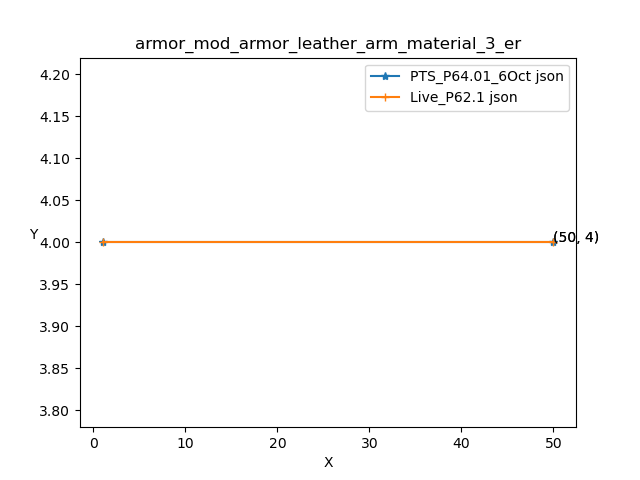 armor_mod_armor_leather_arm_material_3_er
PTS_P64.01_6Oct json
Live_P62.1 json
4.20
4.15
4.10
4.05
4.00
3.95
3.90
3.85
3.80
Y
(50, 4)
0 10 20 30 40 50
X